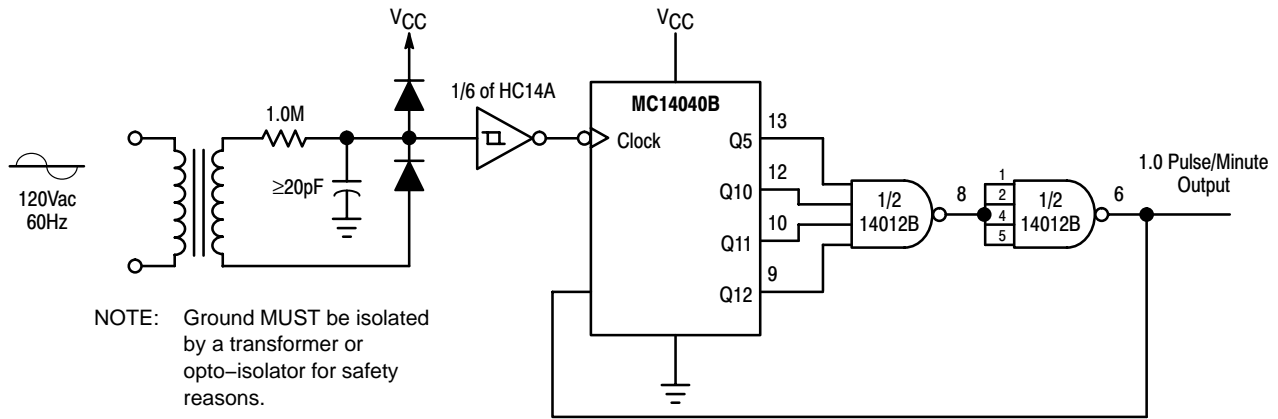 VCC
VCC
1/6 of HC14A
MC14040B
1.0M
Clock
≥20pF
120Vac
60Hz
13
Q5
12
Q10
10
Q11
9
Q12
1/2
14012B
8
1
2
4
5
1/2
14012B
6
1.0 Pulse/Minute
Output
NOTE: Ground MUST be isolated
by a transformer or
opto–isolator for safety
reasons.